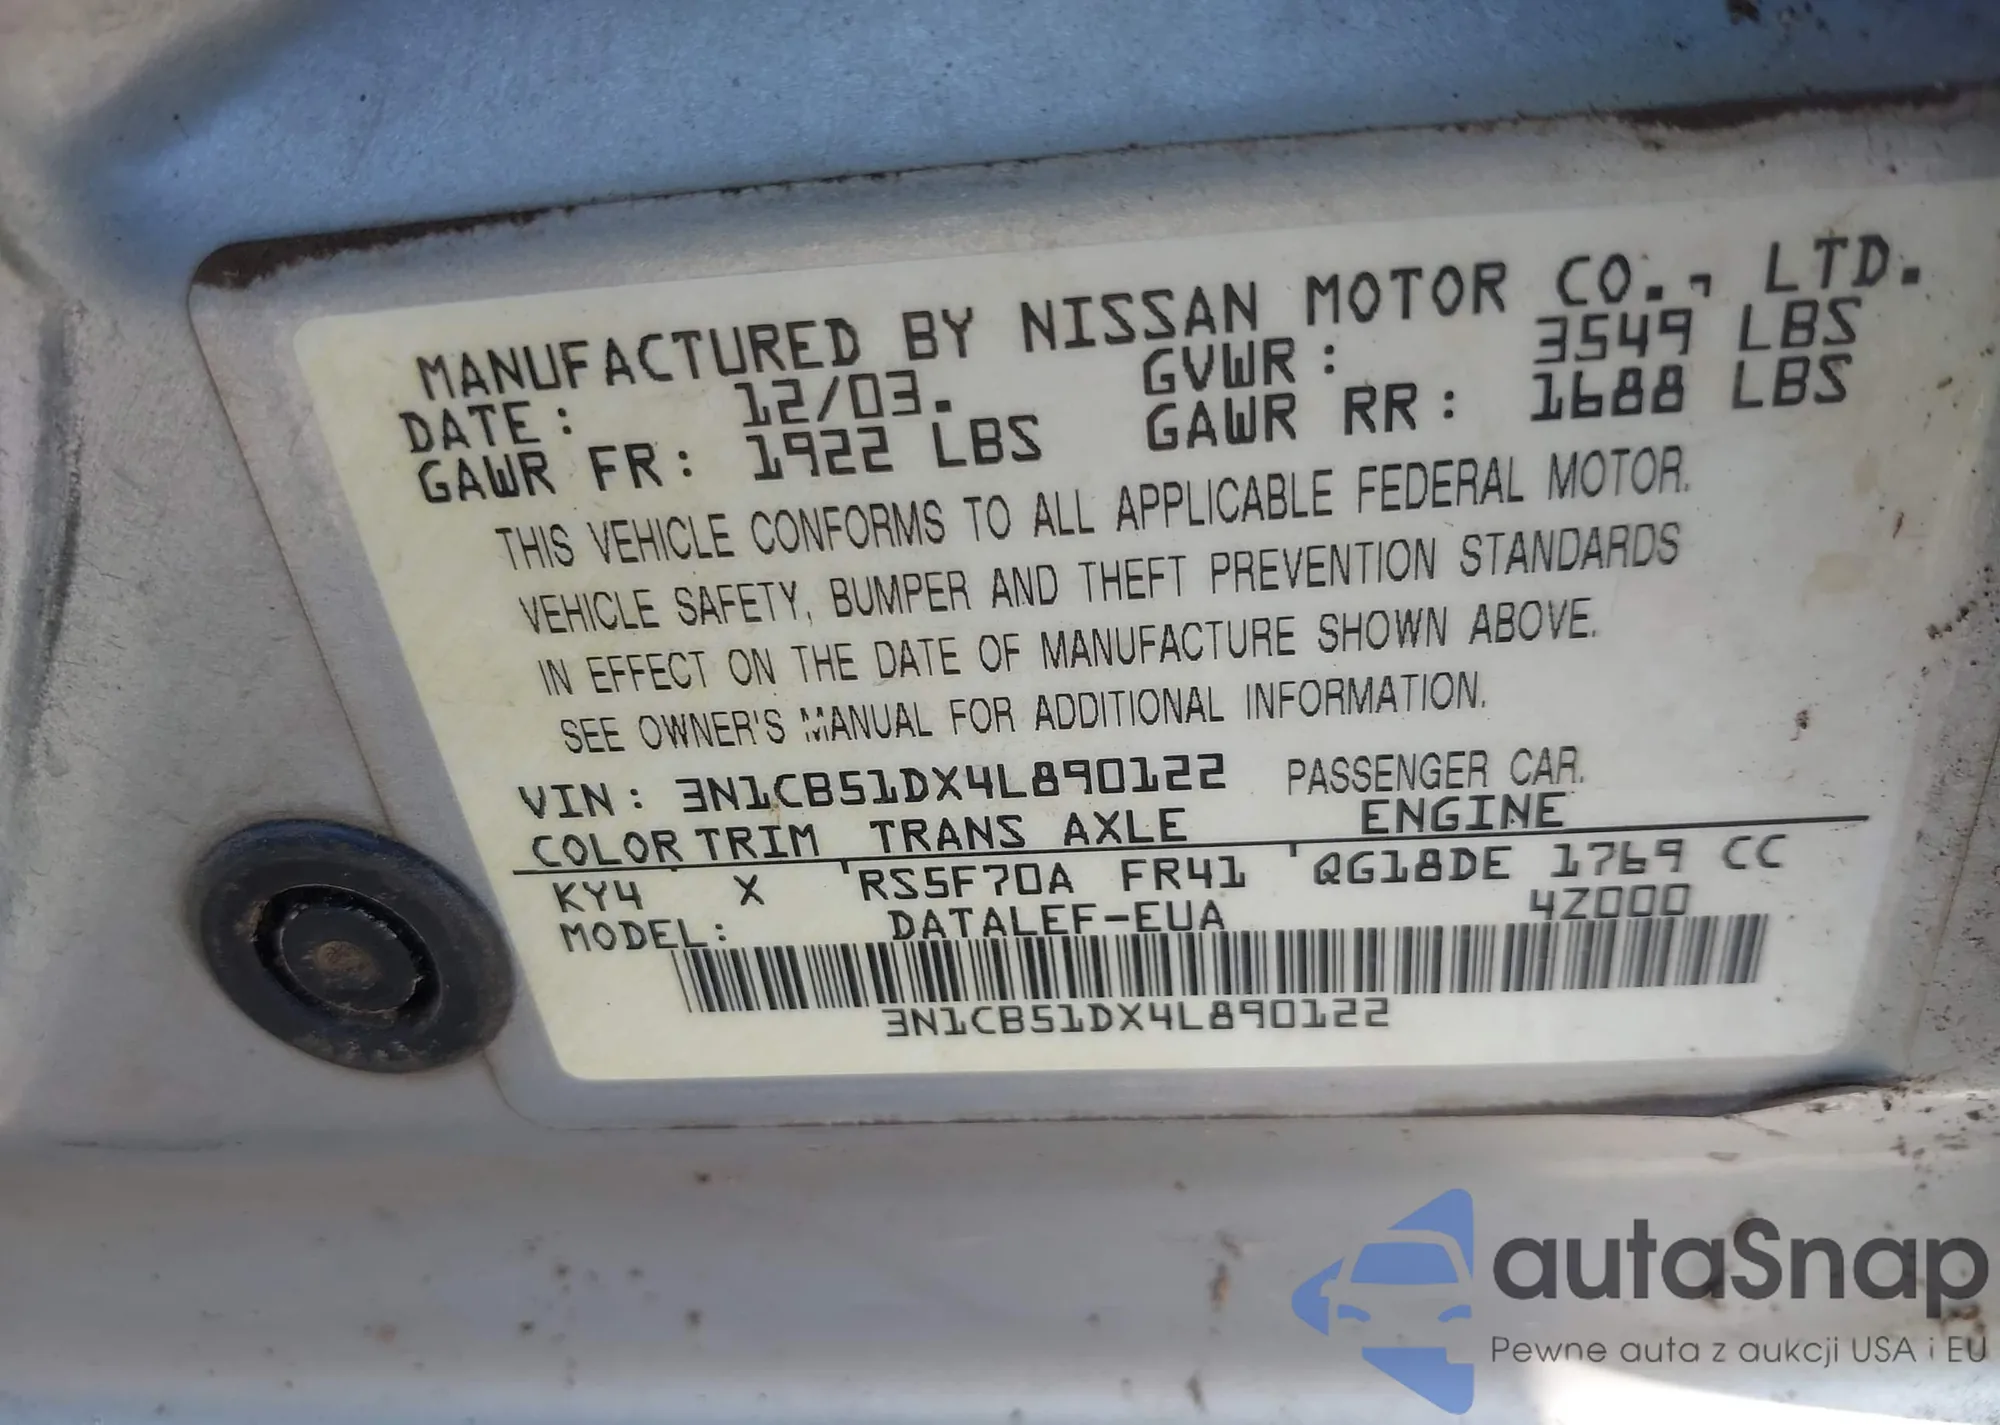 MANUFACTURED BY NISSAN MOTOR CO., LTD.
DATE: 12/03. GVWR: 3549 LBS
GAWR FR: 1922 LBS GAWR RR: 1688 LBS
THIS VEHICLE CONFORMS TO ALL APPLICABLE FEDERAL MOTOR
VEHICLE SAFETY, BUMPER AND THEFT PREVENTION STANDARDS
IN EFFECT ON THE DATE OF MANUFACTURE SHOWN ABOVE.
SEE OWNER'S MANUAL FOR ADDITIONAL INFORMATION.
VIN: 3N1CB51DX4L890122 PASSENGER CAR.
COLOR TRIM TRANS AXLE ENGINE
KY4 X RS5F70A FR41 QG18DE 1769 CC
MODEL: DATALEF-EUA 4Z000
3N1CB51DX4L890122
autaSnap
Pewne auta z aukcji USA i EU